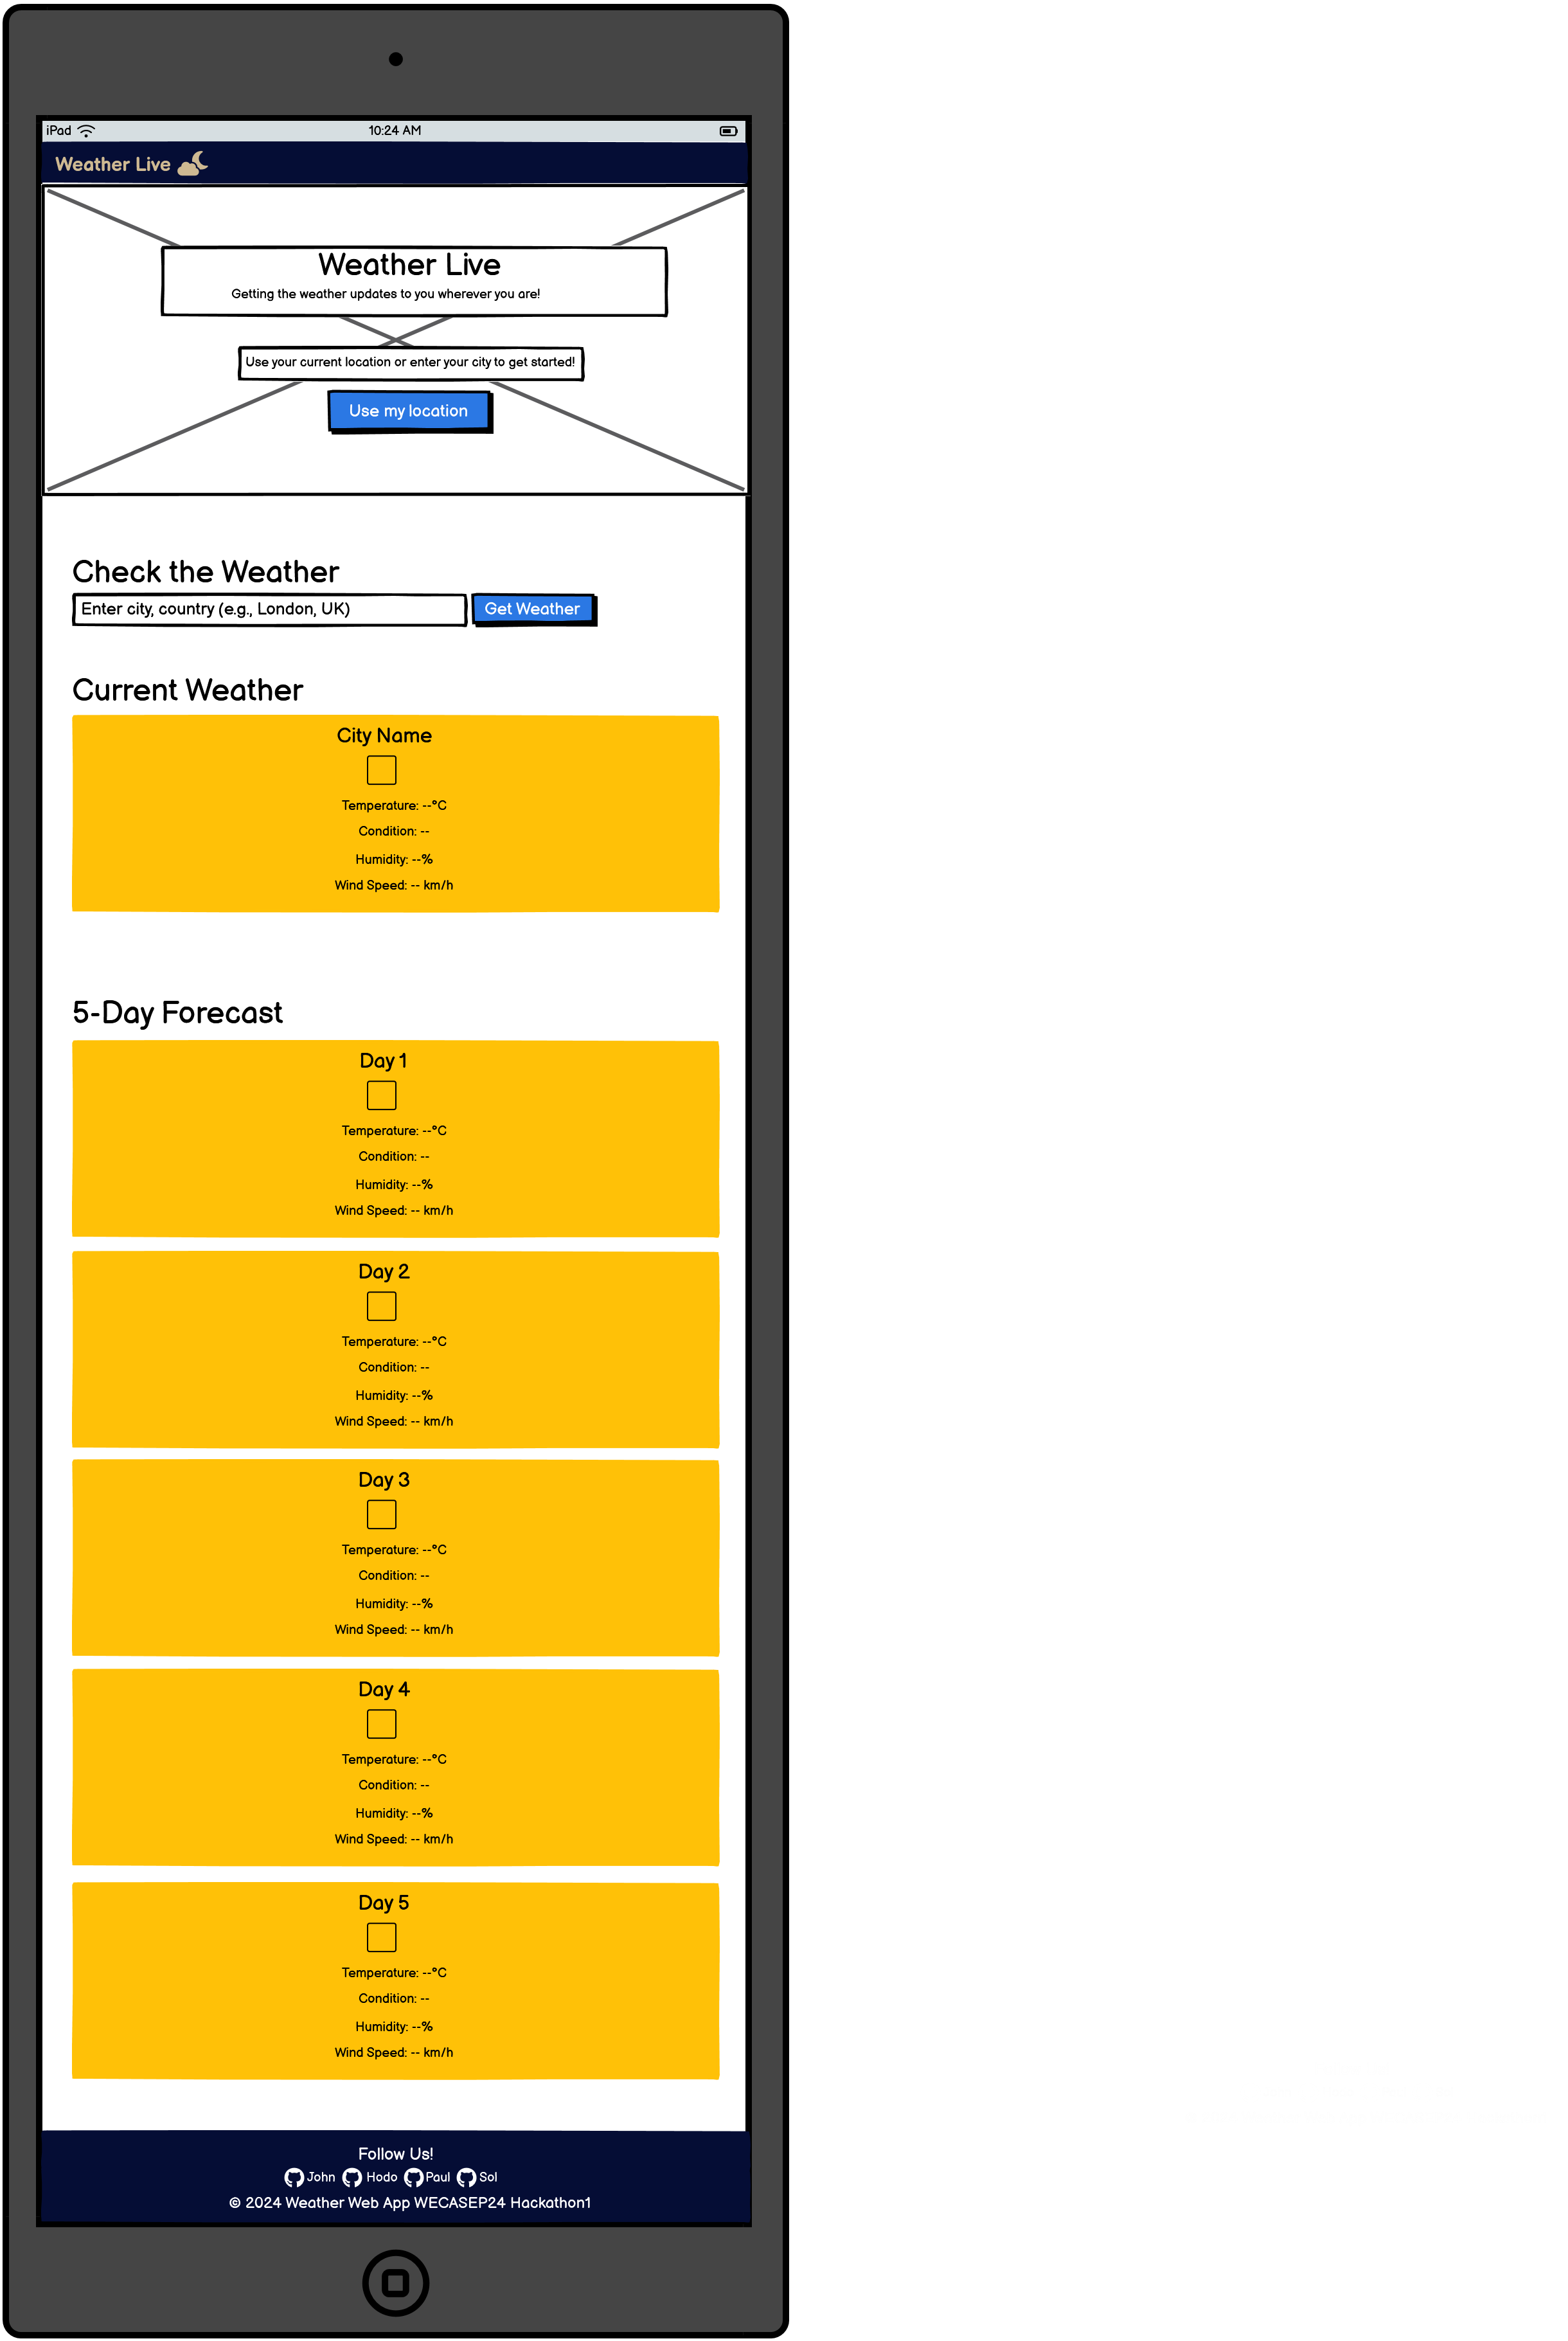 iPad 10:24 AM
Weather Live
Weather Live
Getting the weather updates to you wherever you are!
Use your current location or enter your city to get started!
Use my location
Check the Weather
Enter city, country (e.g., London, UK) Get Weather
Current Weather
City Name
Temperature: --°C
Condition: --
Humidity: --%
Wind Speed: -- km/h
5-Day Forecast
Day 1
Temperature: --°C
Condition: --
Humidity: --%
Wind Speed: -- km/h
Day 2
Temperature: --°C
Condition: --
Humidity: --%
Wind Speed: -- km/h
Day 3
Temperature: --°C
Condition: --
Humidity: --%
Wind Speed: -- km/h
Day 4
Temperature: --°C
Condition: --
Humidity: --%
Wind Speed: -- km/h
Day 5
Temperature: --°C
Condition: --
Humidity: --%
Wind Speed: -- km/h
Follow Us!
John Hodo Paul Sol
© 2024 Weather Web App WECASEP24 Hackathon1